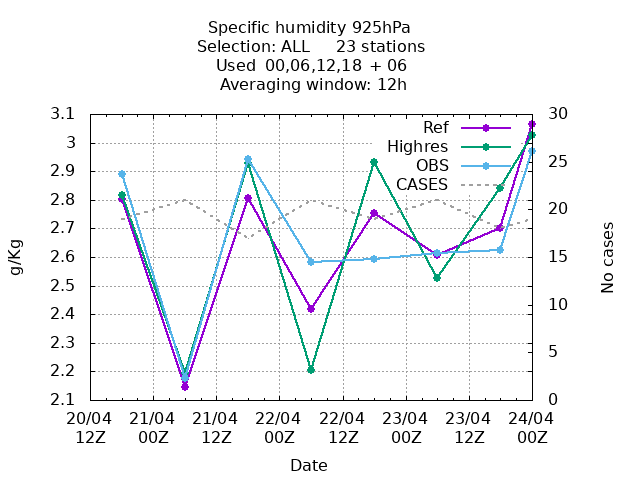 Specific humidity 925hPa
Selection: ALL 23 stations
Used 00,06,12,18 + 06
Averaging window: 12h
3.1
3
2.9
2.8
2.7
2.6
2.5
2.4
2.3
2.2
2.1
g/Kg
30
25
20
15
10
5
0
No cases
Ref
Highres
OBS
CASES
20/04 21/04 21/04 22/04 22/04 23/04 23/04 24/04
12Z 00Z 12Z 00Z 12Z 00Z 12Z 00Z
Date